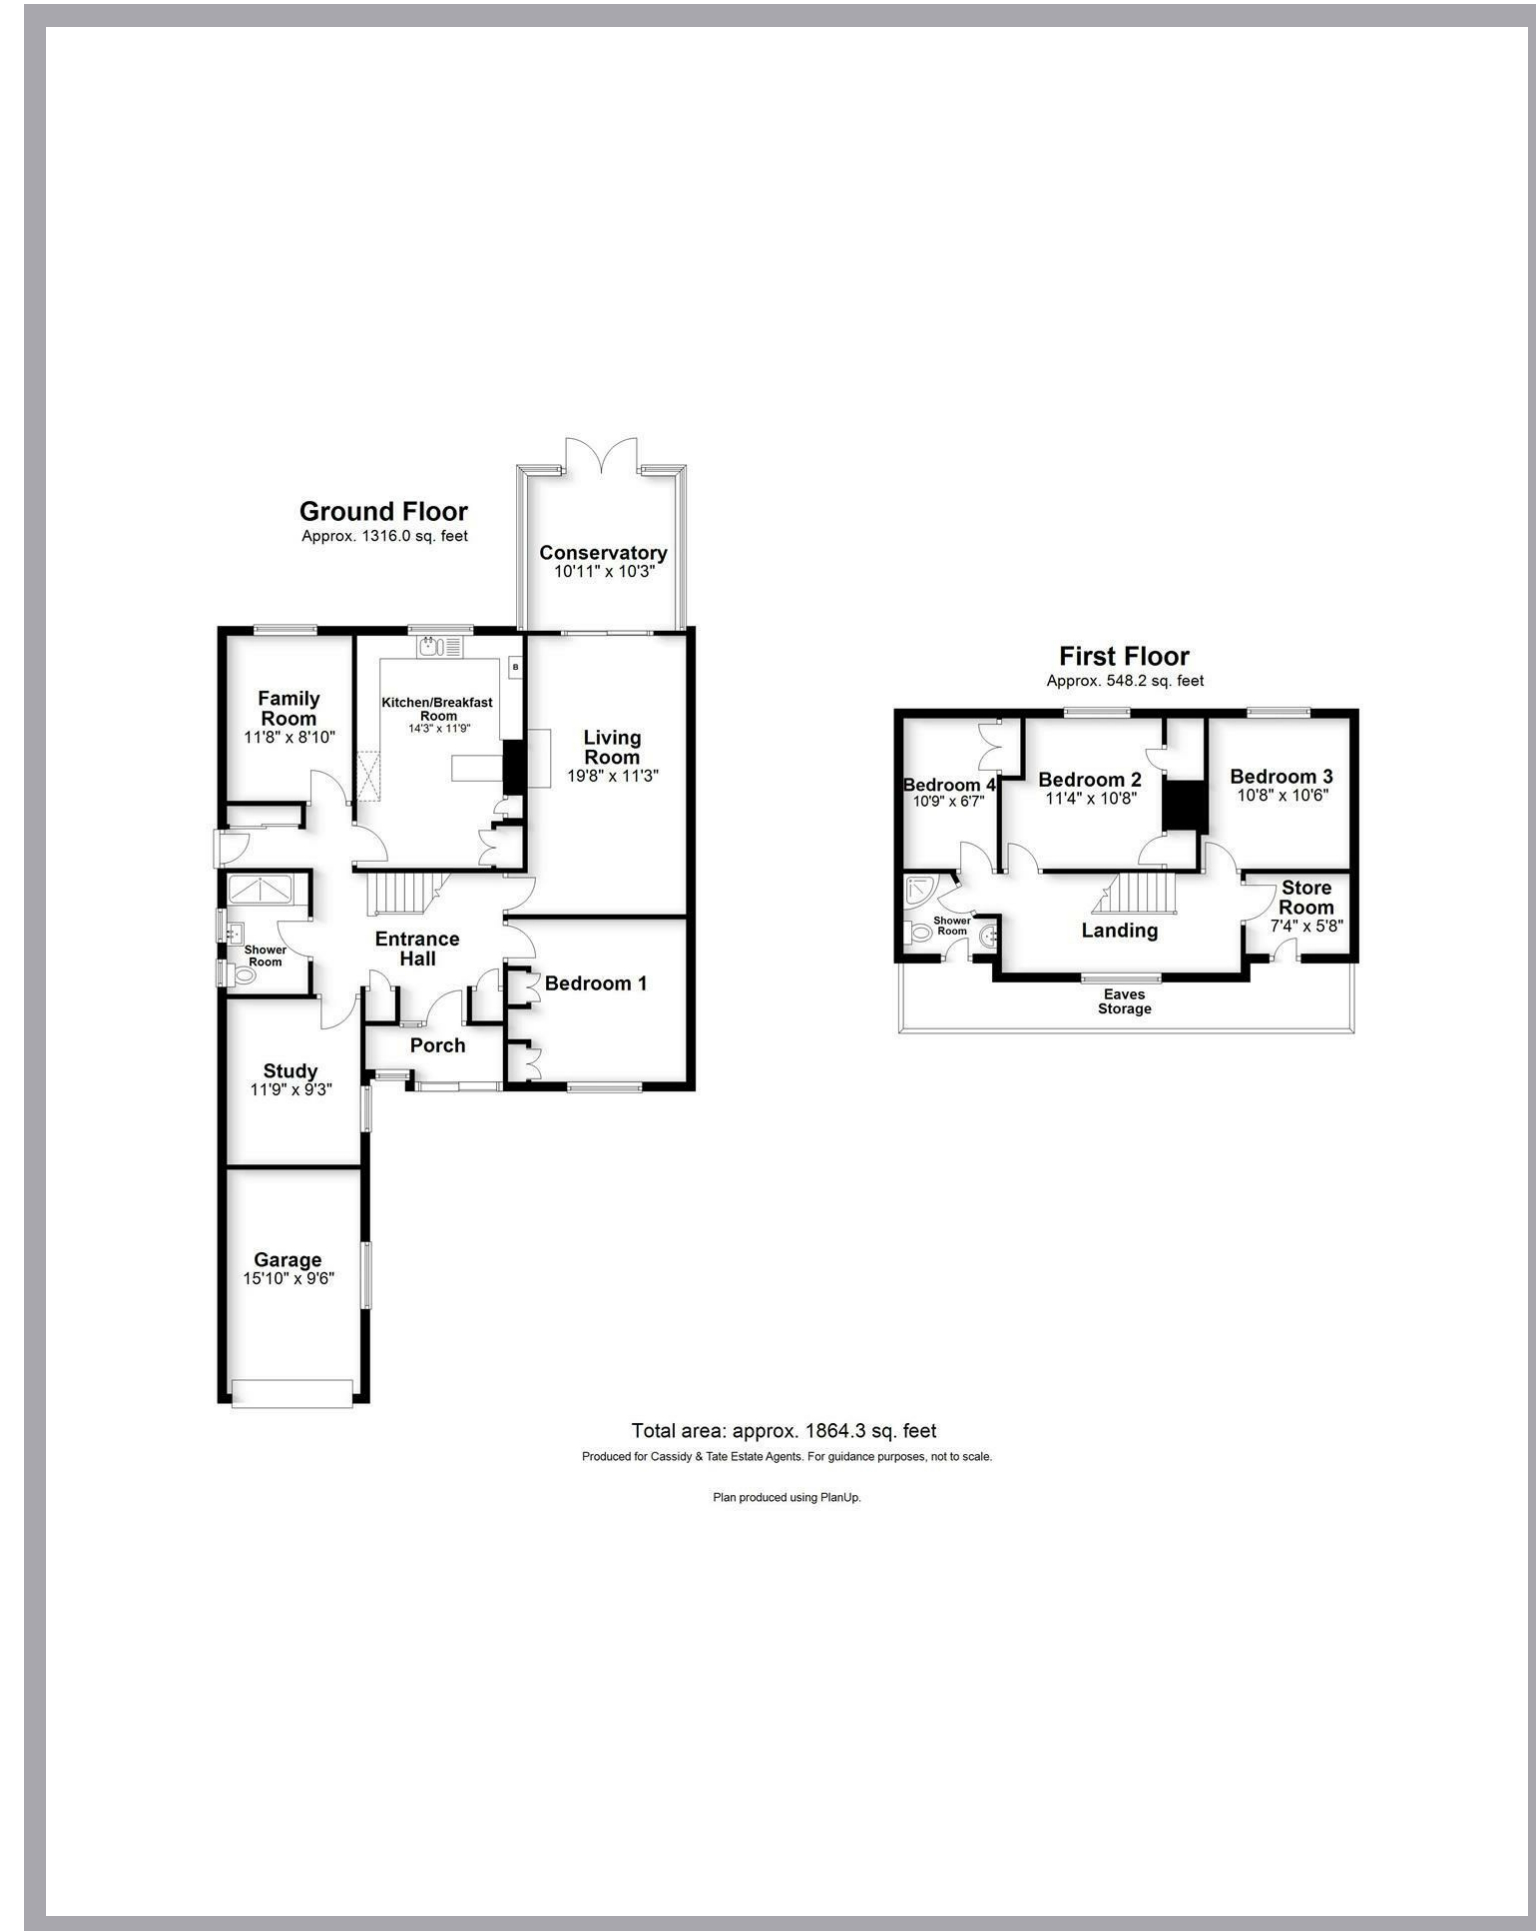 Ground Floor
Approx. 1316.0 sq. feet
Conservatory
10'11" x 10'3"
Family
Room
11'8" x 8'10"
Kitchen/Breakfast
Room
14'3" x 11'9"
B
Living
Room
19'8" x 11'3"
Shower
Room
Entrance
Hall
Bedroom 1
Porch
Study
11'9" x 9'3"
Garage
15'10" x 9'6"
First Floor
Approx. 548.2 sq. feet
Bedroom 4
10'9" x 6'7"
Bedroom 2
11'4" x 10'8"
Bedroom 3
10'8" x 10'6"
Shower
Room
Landing
Store
Room
7'4" x 5'8"
Eaves
Storage
Total area: approx. 1864.3 sq. feet
Produced for Cassidy & Tate Estate Agents. For guidance purposes, not to scale.
Plan produced using PlanUp.